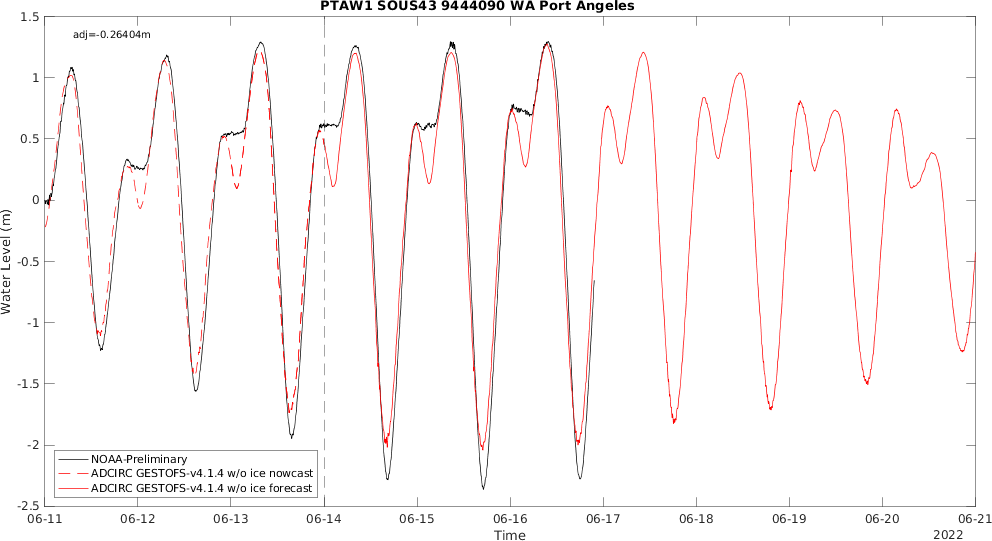 PTAW1 SOUS43 9444090 WA Port Angeles
adj=-0.26404m
1.5
1
0.5
0
-0.5
-1
-1.5
-2
-2.5
Water Level (m)
NOAA-Preliminary
ADCIRC GESTOFS-v4.1.4 w/o ice nowcast
ADCIRC GESTOFS-v4.1.4 w/o ice forecast
06-11 06-12 06-13 06-14 06-15 06-16 06-17 06-18 06-19 06-20 06-21
Time
2022